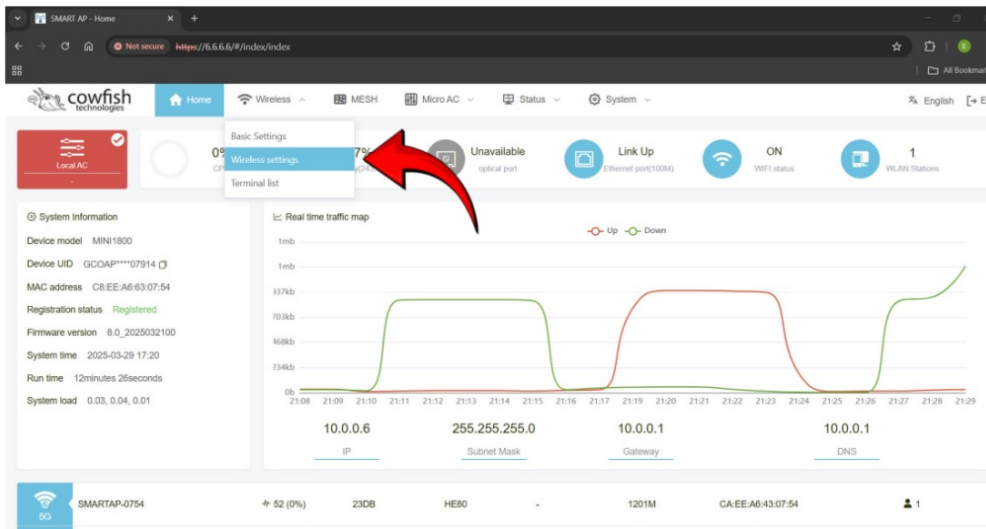 SMART AP - Home
Not secure https://6.6.6.6/#/index/index
All Bookmar
cowfish
technologies
Home
Wireless
MESH
Micro AC
Status
System
English
Basic Settings
Wireless settings
Terminal list
Local AC
-
Unavailable
optical port
Link Up
Ethernet port(100M)
ON
WIFI status
1
WLAN Stations
System Information
Device model MINI1800
Device UID GCOAP****07914
MAC address C8:EE:A6:63:07:54
Registration status Registered
Firmware version 8.0_2025032100
System time 2025-03-29 17:20
Run time 12minutes 26seconds
System load 0.03, 0.04, 0.01
Real time traffic map
Up Down
1mb
1mb
937kb
703kb
468kb
234kb
0b
21:08 21:09 21:10 21:11 21:12 21:13 21:14 21:15 21:16 21:17 21:19 21:20 21:21 21:22 21:23 21:24 21:25 21:26 21:27 21:28 21:29
10.0.0.6 255.255.255.0 10.0.0.1 10.0.0.1
IP Subnet Mask Gateway DNS
5G SMARTAP-0754 52 (0%) 23DB HE80 - 1201M CA:EE:A6:43:07:54 1